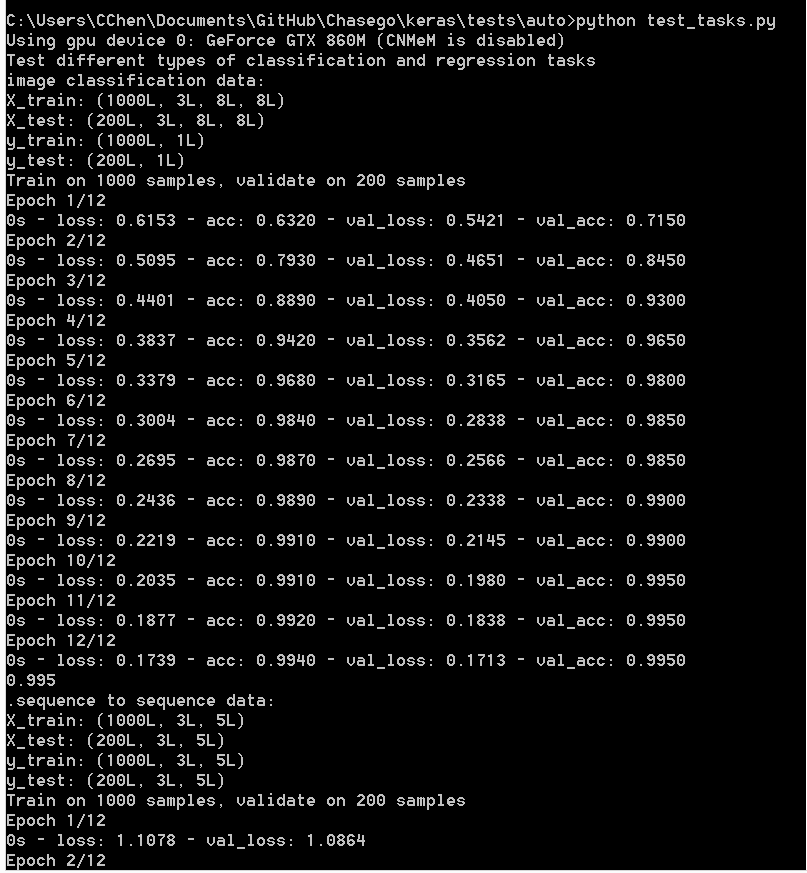 C:\Users\CChen\Documents\GitHub\Chasego\keras\tests\auto>python test_tasks.py
Using gpu device 0: GeForce GTX 860M (CNMeM is disabled)
Test different types of classification and regression tasks
image classification data:
X_train: (1000L, 3L, 8L, 8L)
X_test: (200L, 3L, 8L, 8L)
y_train: (1000L, 1L)
y_test: (200L, 1L)
Train on 1000 samples, validate on 200 samples
Epoch 1/12
0s - loss: 0.6153 - acc: 0.6320 - val_loss: 0.5421 - val_acc: 0.7150
Epoch 2/12
0s - loss: 0.5095 - acc: 0.7930 - val_loss: 0.4651 - val_acc: 0.8450
Epoch 3/12
0s - loss: 0.4401 - acc: 0.8890 - val_loss: 0.4050 - val_acc: 0.9300
Epoch 4/12
0s - loss: 0.3837 - acc: 0.9420 - val_loss: 0.3562 - val_acc: 0.9650
Epoch 5/12
0s - loss: 0.3379 - acc: 0.9680 - val_loss: 0.3165 - val_acc: 0.9800
Epoch 6/12
0s - loss: 0.3004 - acc: 0.9840 - val_loss: 0.2838 - val_acc: 0.9850
Epoch 7/12
0s - loss: 0.2695 - acc: 0.9870 - val_loss: 0.2566 - val_acc: 0.9850
Epoch 8/12
0s - loss: 0.2436 - acc: 0.9890 - val_loss: 0.2338 - val_acc: 0.9900
Epoch 9/12
0s - loss: 0.2219 - acc: 0.9910 - val_loss: 0.2145 - val_acc: 0.9900
Epoch 10/12
0s - loss: 0.2035 - acc: 0.9910 - val_loss: 0.1980 - val_acc: 0.9950
Epoch 11/12
0s - loss: 0.1877 - acc: 0.9920 - val_loss: 0.1838 - val_acc: 0.9950
Epoch 12/12
0s - loss: 0.1739 - acc: 0.9940 - val_loss: 0.1713 - val_acc: 0.9950
0.995
.sequence to sequence data:
X_train: (1000L, 3L, 5L)
X_test: (200L, 3L, 5L)
y_train: (1000L, 3L, 5L)
y_test: (200L, 3L, 5L)
Train on 1000 samples, validate on 200 samples
Epoch 1/12
0s - loss: 1.1078 - val_loss: 1.0864
Epoch 2/12